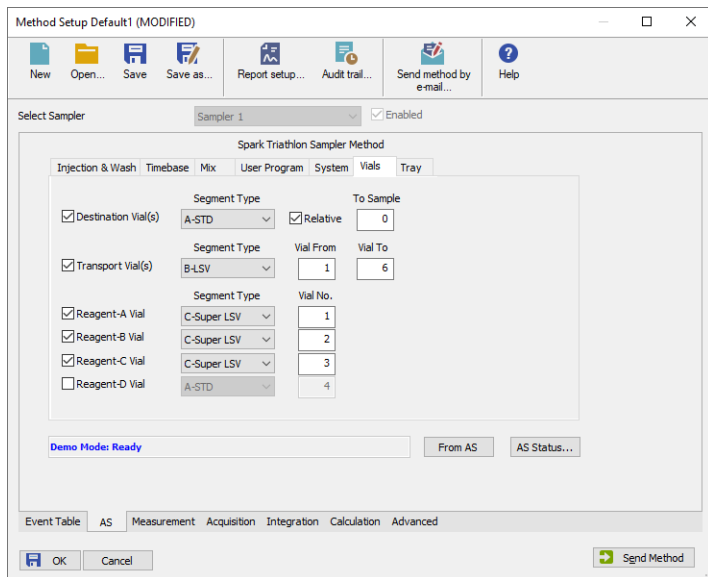 Method Setup Default1 (MODIFIED)
New Open... Save Save as... Report setup... Audit trail... Send method by e-mail... Help
Select Sampler Sampler 1 Enabled
Spark Triathlon Sampler Method
Injection & Wash Timebase Mix User Program System Vials Tray
Segment Type To Sample
Destination Vial(s) A-STD Relative 0
Segment Type Vial From Vial To
Transport Vial(s) B-LSV 1 6
Segment Type Vial No.
Reagent-A Vial C-Super LSV 1
Reagent-B Vial C-Super LSV 2
Reagent-C Vial C-Super LSV 3
Reagent-D Vial A-STD 4
Demo Mode: Ready From AS AS Status...
Event Table AS Measurement Acquisition Integration Calculation Advanced
OK Cancel Send Method